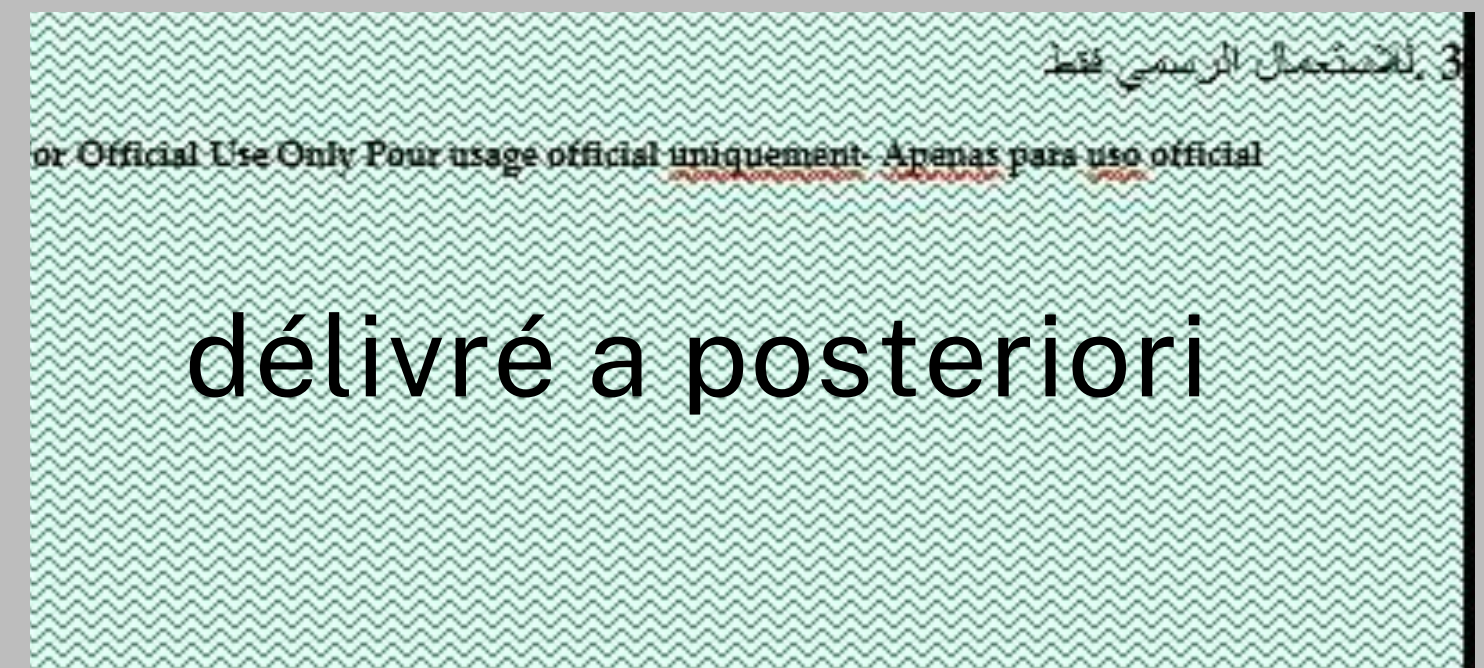 3 .للاستعمال الرسمي فقط
or Official Use Only Pour usage official uniquement- Apenas para uso official
délivré a posteriori